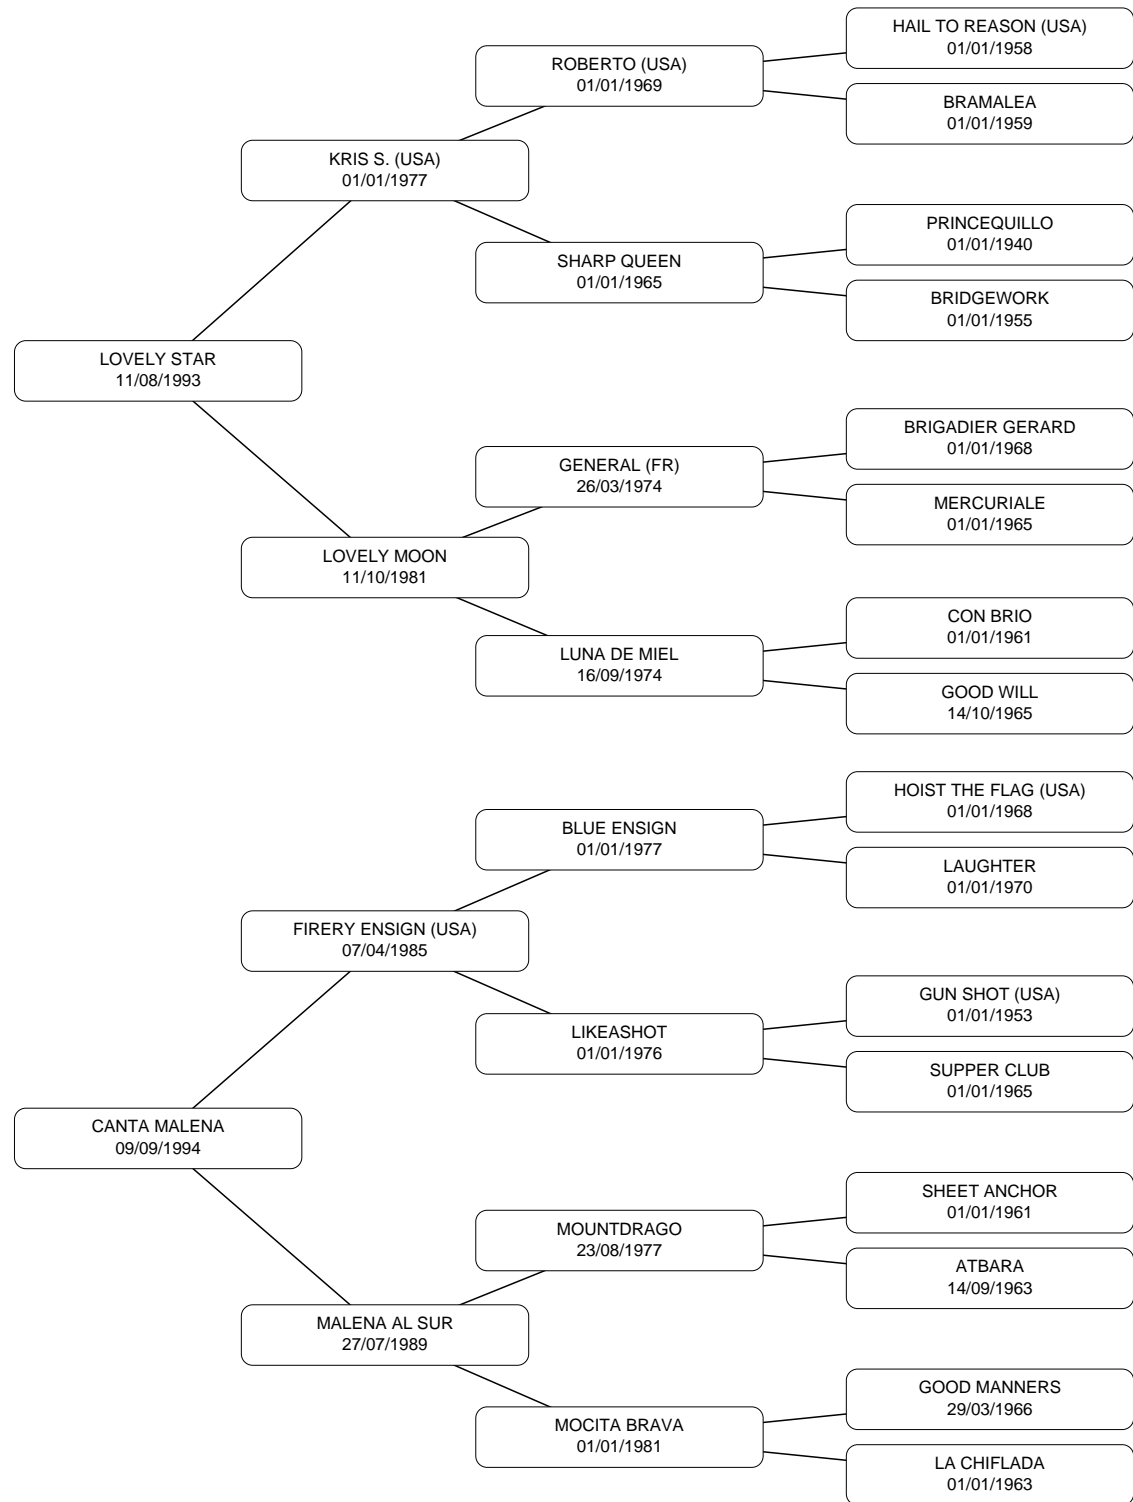 HAIL TO REASON (USA)
01/01/1958
ROBERTO (USA)
01/01/1969
BRAMALEA
01/01/1959
KRIS S. (USA)
01/01/1977
PRINCEQUILLO
01/01/1940
SHARP QUEEN
01/01/1965
BRIDGEWORK
01/01/1955
LOVELY STAR
11/08/1993
BRIGADIER GERARD
01/01/1968
GENERAL (FR)
26/03/1974
MERCURIALE
01/01/1965
LOVELY MOON
11/10/1981
CON BRIO
01/01/1961
LUNA DE MIEL
16/09/1974
GOOD WILL
14/10/1965
HOIST THE FLAG (USA)
01/01/1968
BLUE ENSIGN
01/01/1977
LAUGHTER
01/01/1970
FIRERY ENSIGN (USA)
07/04/1985
GUN SHOT (USA)
01/01/1953
LIKEASHOT
01/01/1976
SUPPER CLUB
01/01/1965
CANTA MALENA
09/09/1994
SHEET ANCHOR
01/01/1961
MOUNTDRAGO
23/08/1977
ATBARA
14/09/1963
MALENA AL SUR
27/07/1989
GOOD MANNERS
29/03/1966
MOCITA BRAVA
01/01/1981
LA CHIFLADA
01/01/1963